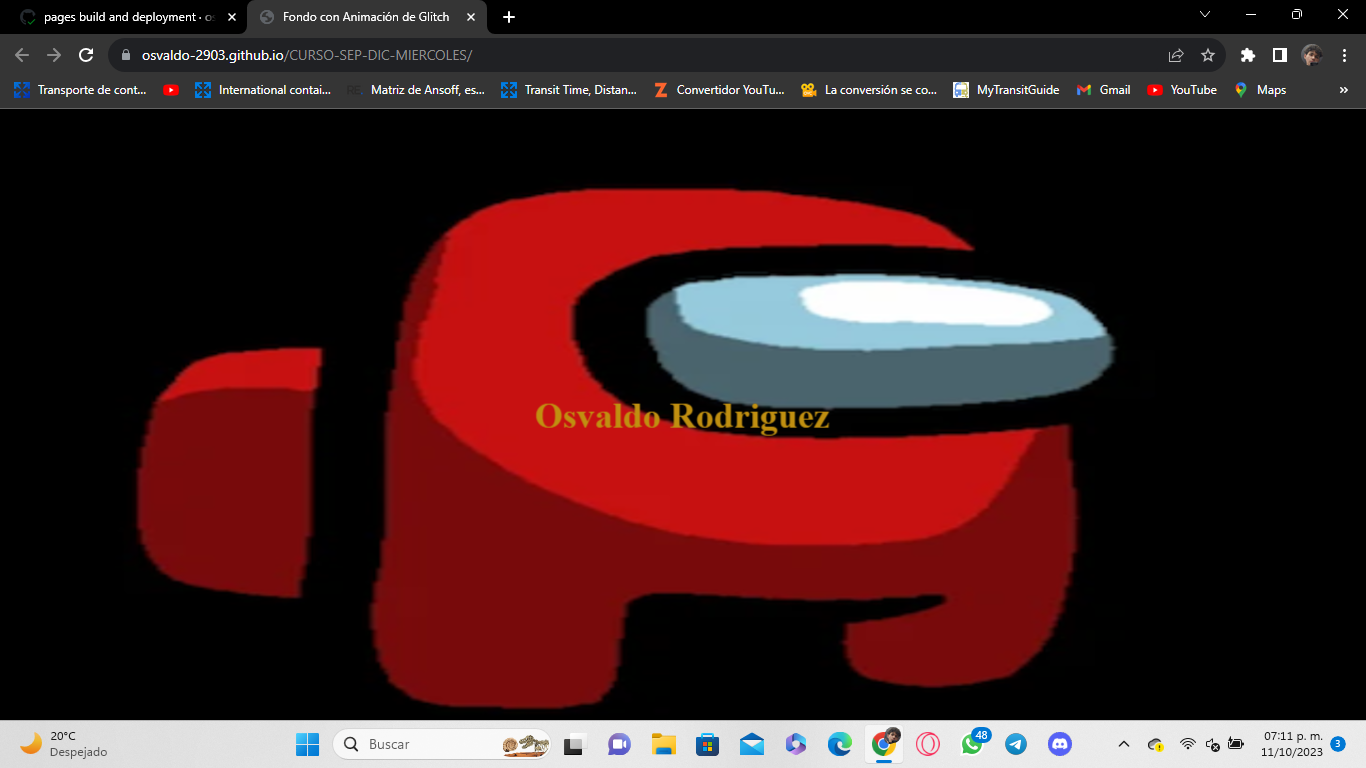 pages build and deployment · os
Fondo con Animación de Glitch
osvaldo-2903.github.io/CURSO-SEP-DIC-MIERCOLES/
Transporte de cont...
International contai...
RE
Matriz de Ansoff, es...
Transit Time, Distan...
Convertidor YouTu...
La conversión se co...
MyTransitGuide
Gmail
YouTube
Maps
»
Osvaldo Rodriguez
20°C
Despejado
Buscar
48
07:11 p. m.
11/10/2023
3